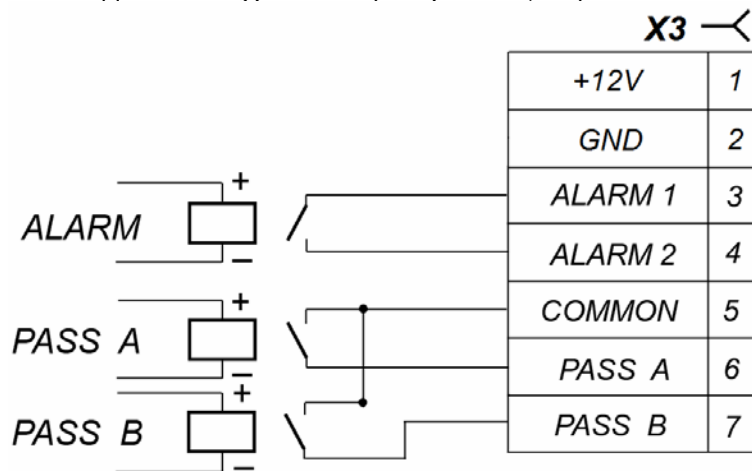 X3
+12V 1
GND 2
ALARM 1 3
ALARM 2 4
COMMON 5
PASS A 6
PASS B 7
+
ALARM
−
+
PASS A
−
+
PASS B
−